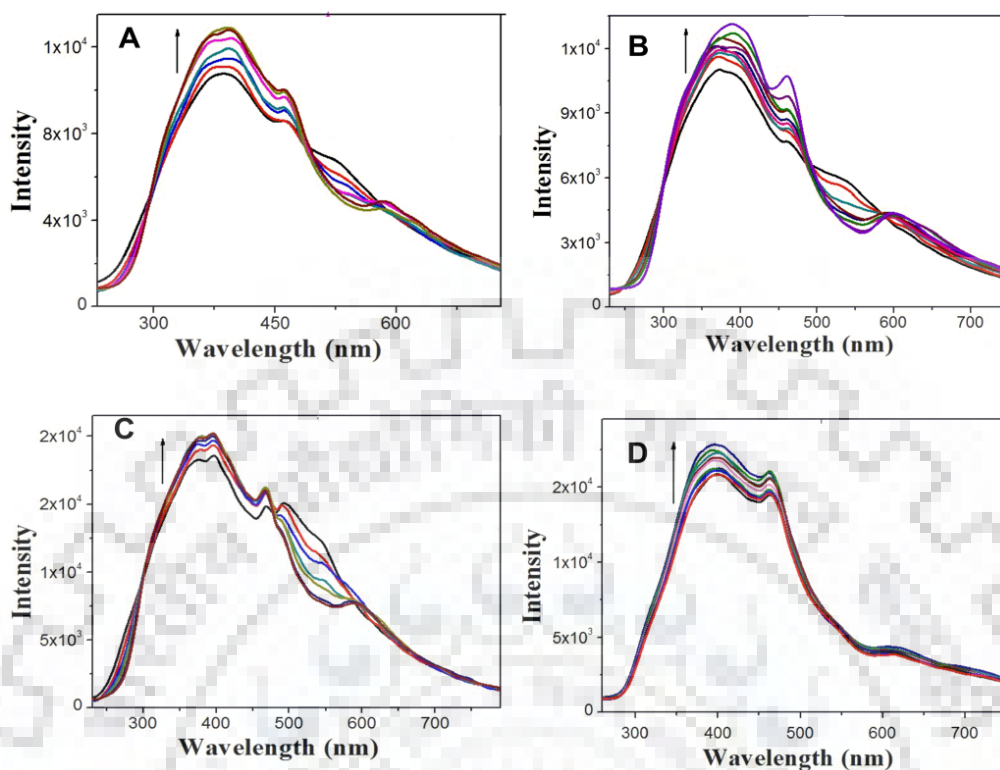 A
Intensity
1x10⁴
8x10³
4x10³
0
300 450 600
Wavelength (nm)
B
Intensity
1x10⁴
9x10³
6x10³
3x10³
0
300 400 500 600 700
Wavelength (nm)
C
Intensity
2x10⁴
2x10⁴
1x10⁴
5x10³
0
300 400 500 600 700
Wavelength (nm)
D
Intensity
2x10⁴
1x10⁴
5x10³
0
300 400 500 600 700
Wavelength (nm)